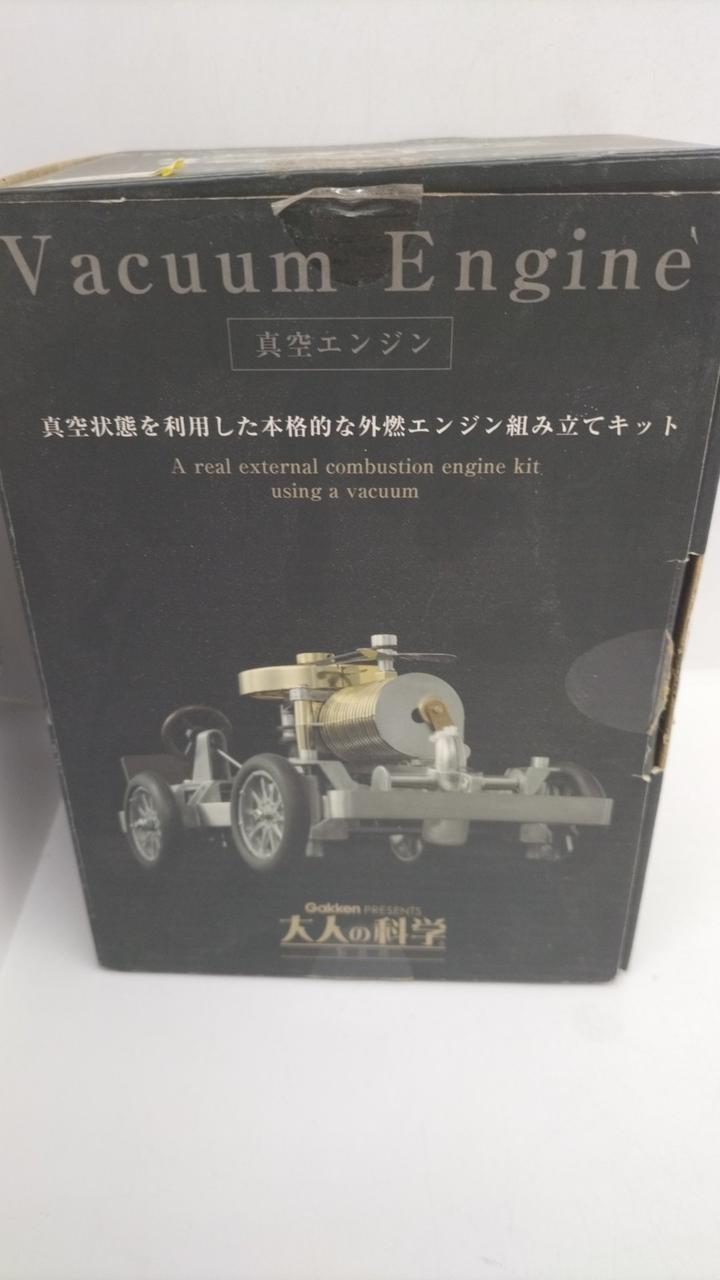 Vacuum Engine
真空エンジン
真空状態を利用した本格的な外燃エンジン組み立てキット
A real external combustion engine kit
using a vacuum
Gakken PRESENTS
大人の科学